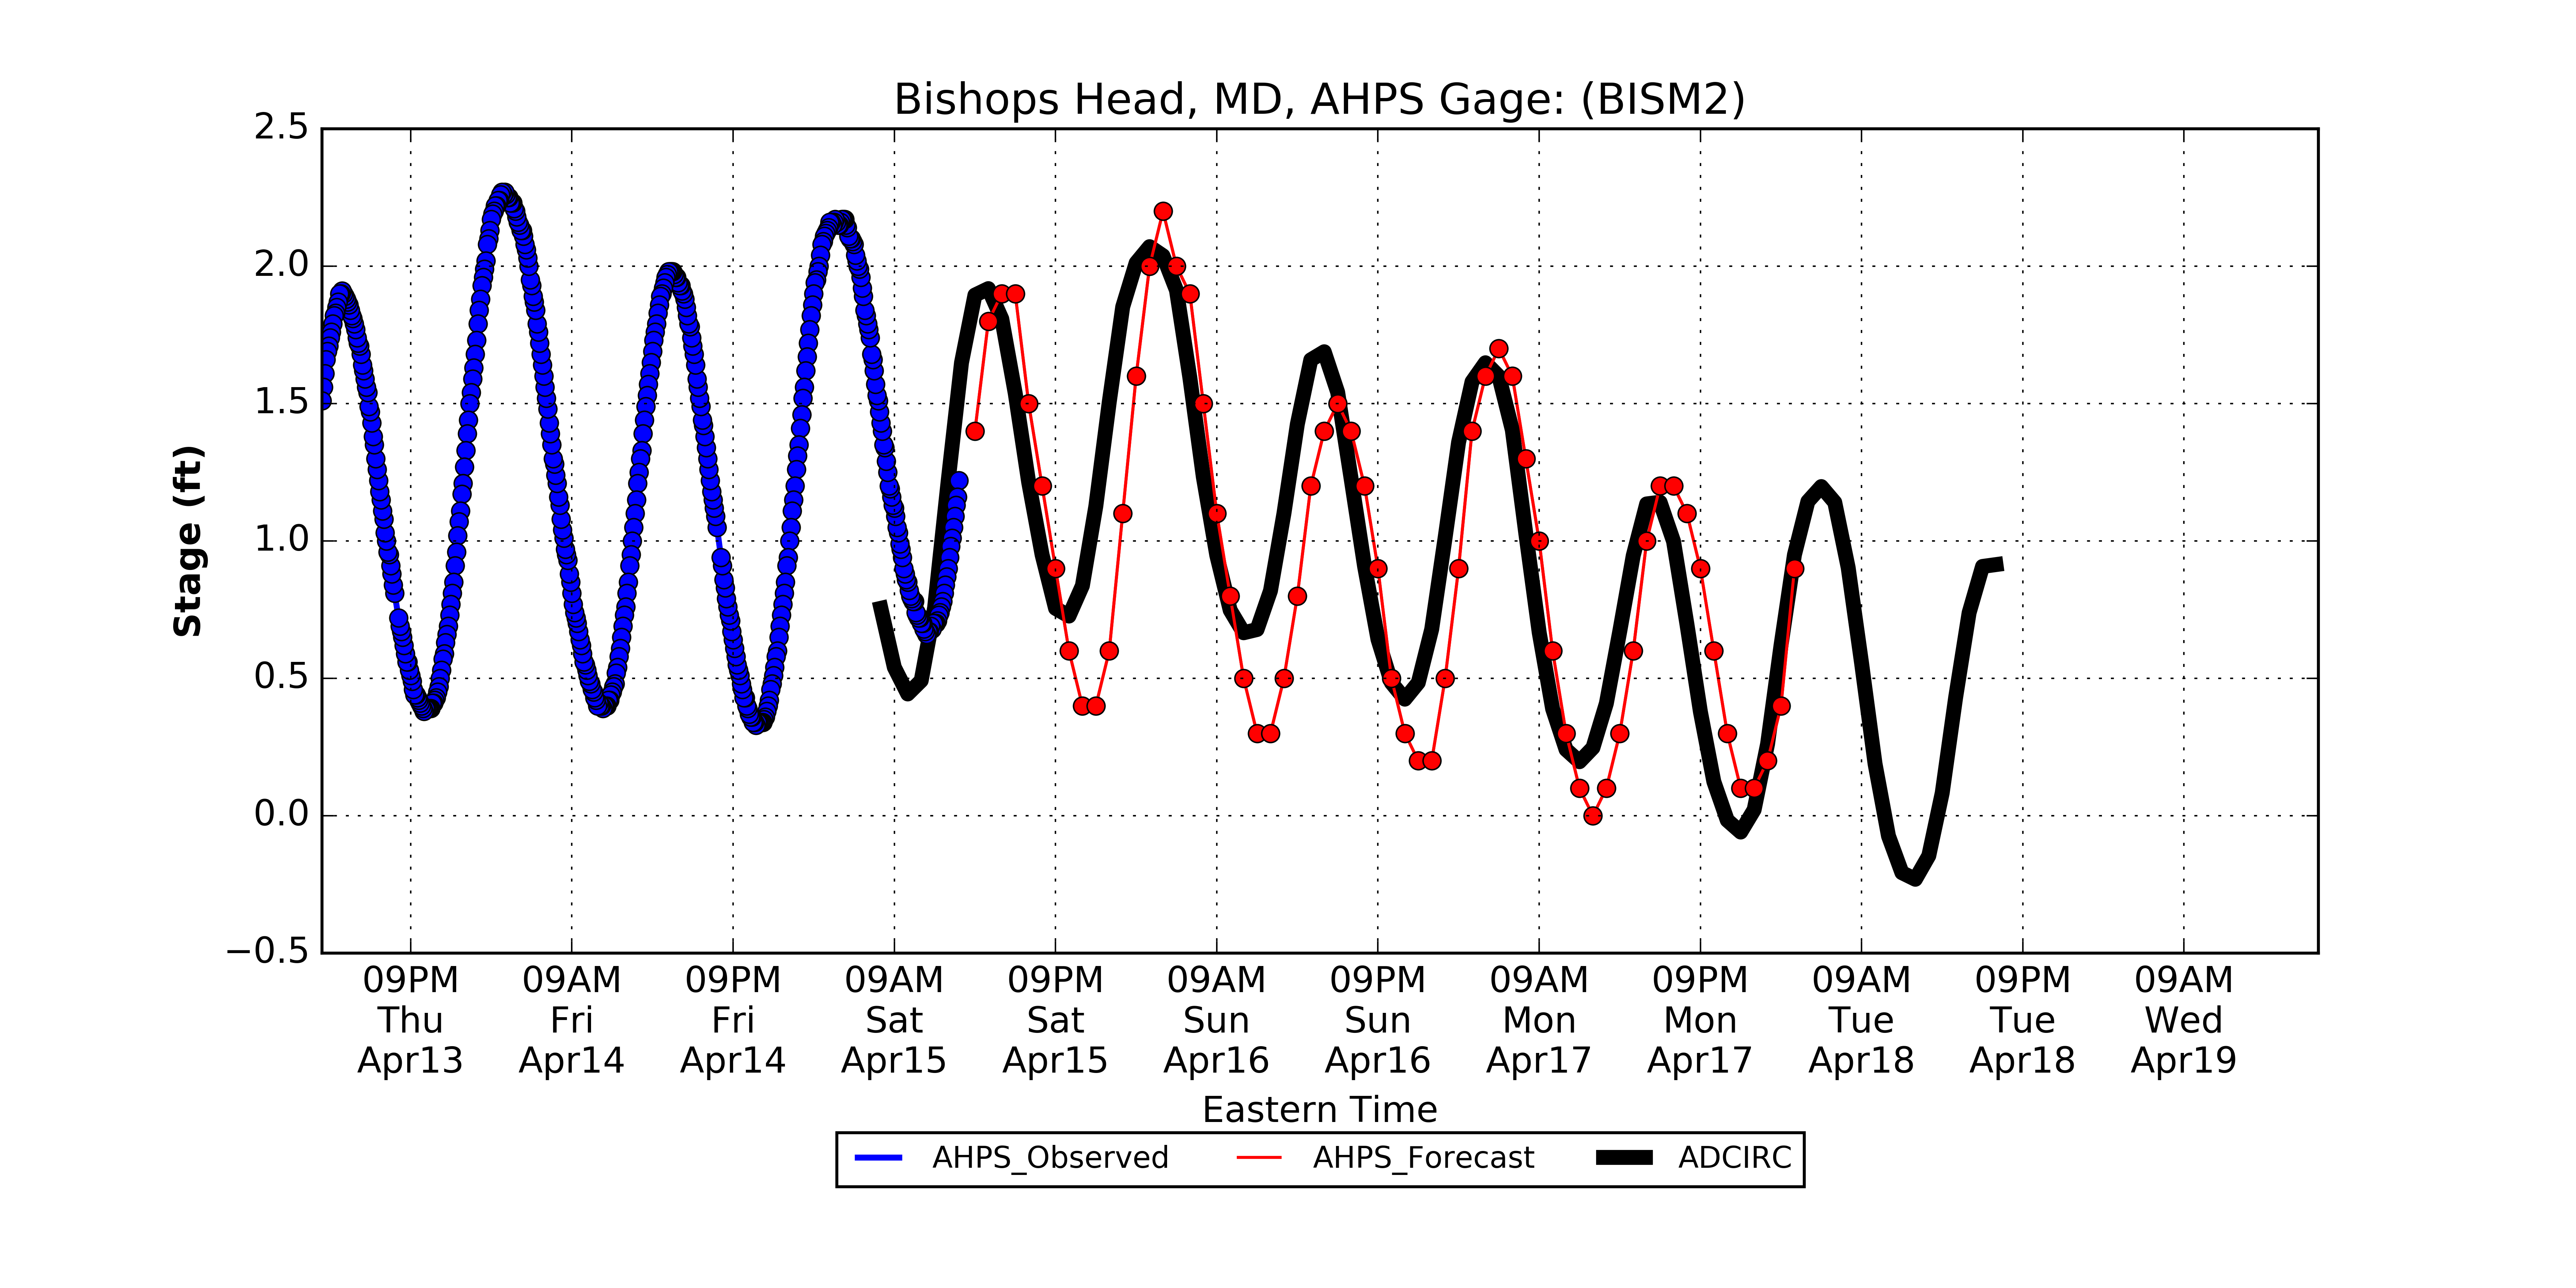 Bishops Head, MD, AHPS Gage: (BISM2)
2.5
2.0
1.5
1.0
0.5
0.0
−0.5
Stage (ft)
09PM 09AM 09PM 09AM 09PM 09AM 09PM 09AM 09PM 09AM 09PM 09AM
Thu Fri Fri Sat Sat Sun Sun Mon Mon Tue Tue Wed
Apr13 Apr14 Apr14 Apr15 Apr15 Apr16 Apr16 Apr17 Apr17 Apr18 Apr18 Apr19
Eastern Time
AHPS_Observed AHPS_Forecast ADCIRC